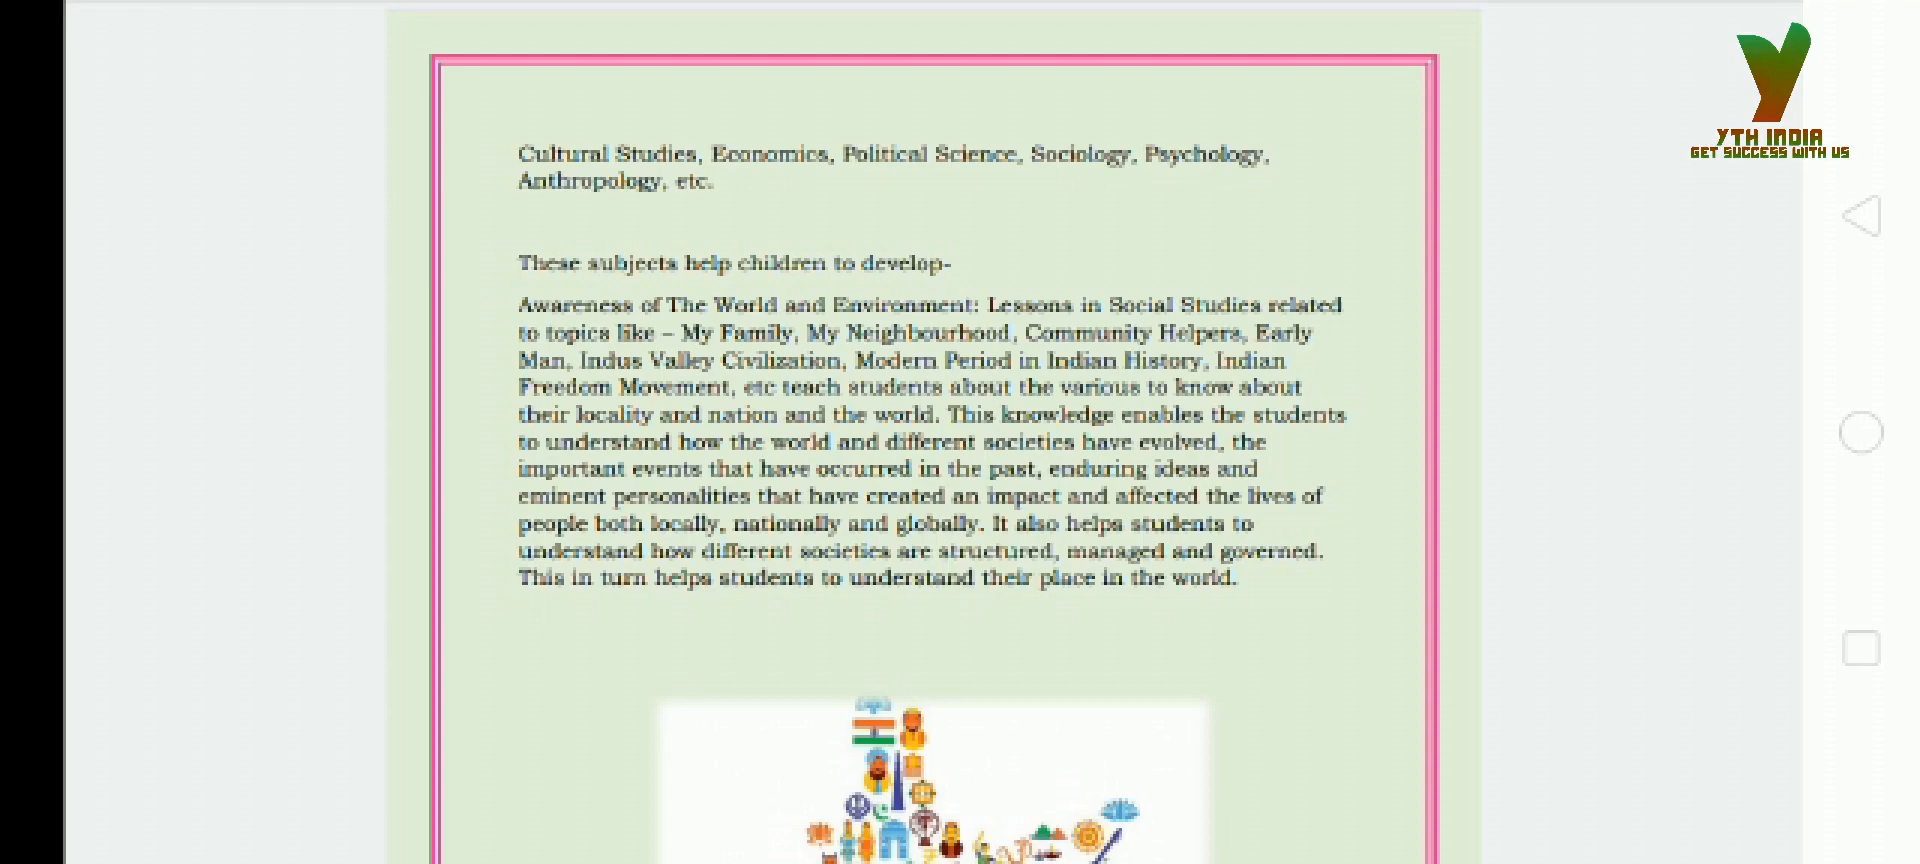 Cultural Studies, Economics, Political Science, Sociology, Psychology,
Anthropology, etc.
These subjects help children to develop-
Awareness of The World and Environment: Lessons in Social Studies related
to topics like – My Family, My Neighbourhood, Community Helpers, Early
Man, Indus Valley Civilization, Modern Period in Indian History, Indian
Freedom Movement, etc teach students about the various to know about
their locality and nation and the world. This knowledge enables the students
to understand how the world and different societies have evolved, the
important events that have occurred in the past, enduring ideas and
eminent personalities that have created an impact and affected the lives of
people both locally, nationally and globally. It also helps students to
understand how different societies are structured, managed and governed.
This in turn helps students to understand their place in the world.
YTH INDIA
GET SUCCESS WITH US